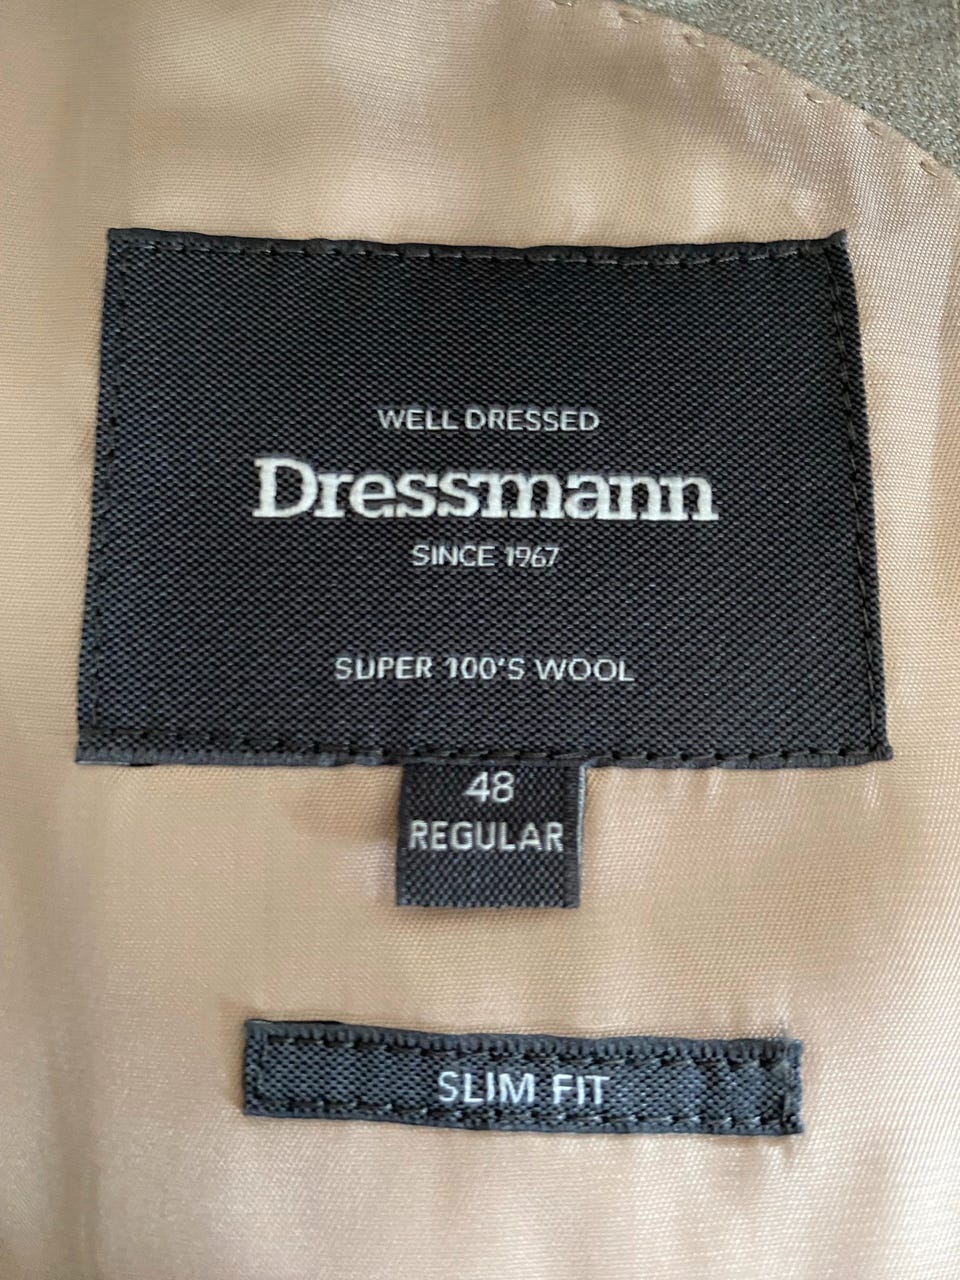 WELL DRESSED
Dressmann
SINCE 1967
SUPER 100'S WOOL
48
REGULAR
SLIM FIT